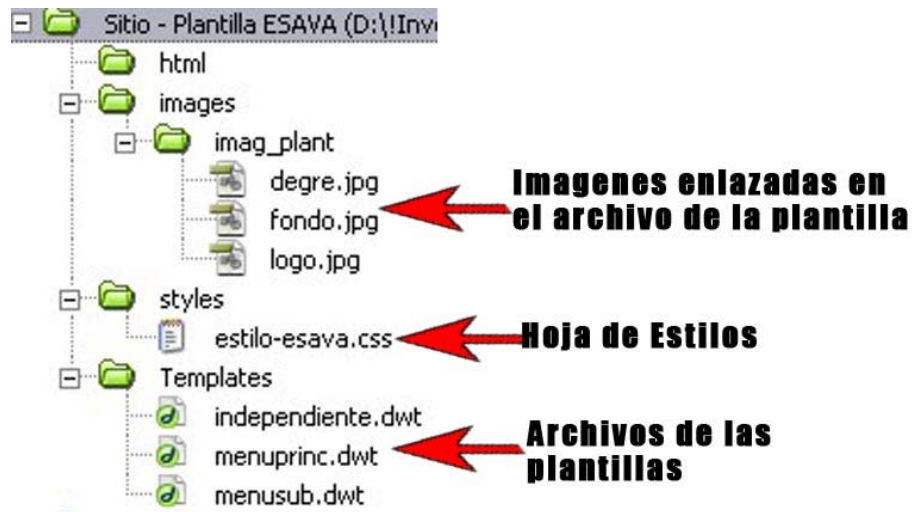 Sitio - Plantilla ESAVA (D:\!Inv
html
images
imag_plant
degre.jpg
fondo.jpg
logo.jpg
Imagenes enlazadas en
el archivo de la plantilla
styles
estilo-esava.css
Hoja de Estilos
Templates
independiente.dwt
menuprinc.dwt
menusub.dwt
Archivos de las
plantillas